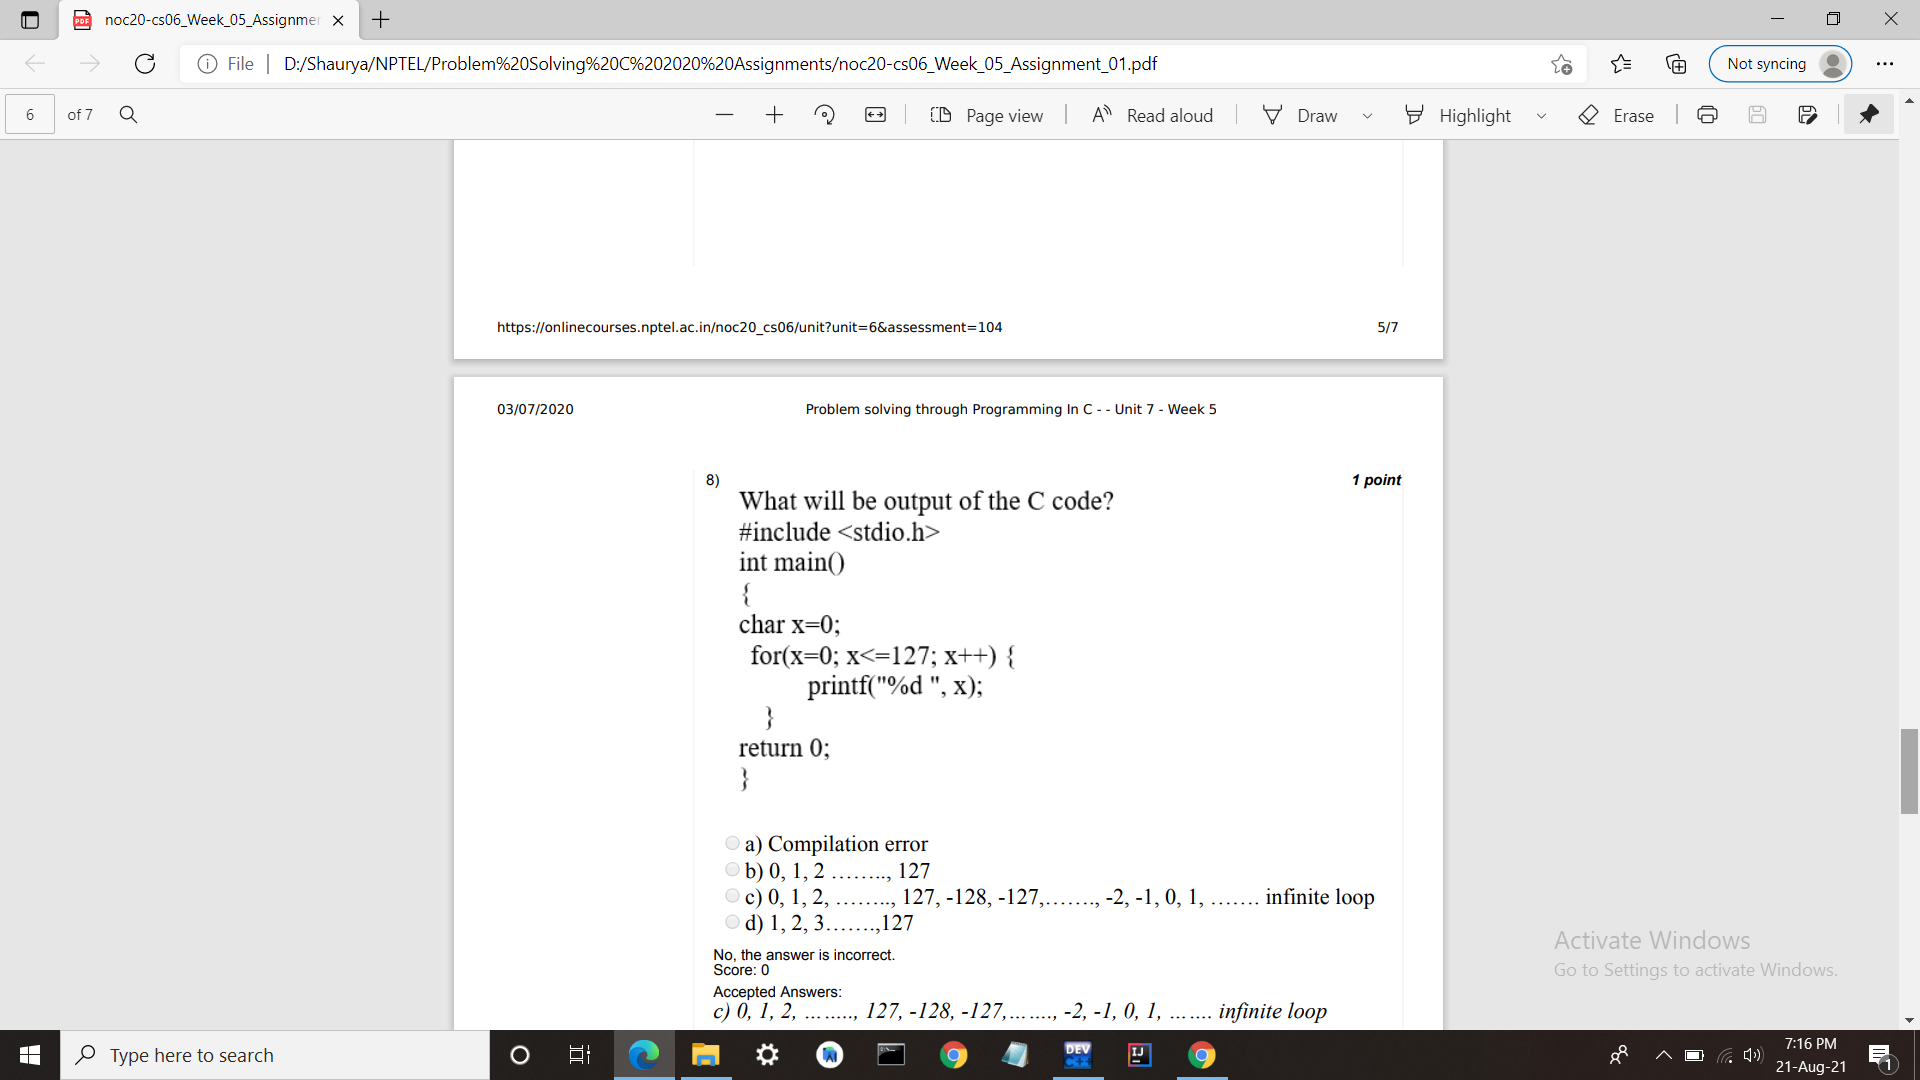 noc20-cs06_Week_05_Assignmer
File
D:/Shaurya/NPTEL/Problem%20Solving%20C%202020%20Assignments/noc20-cs06_Week_05_Assignment_01.pdf
Not syncing
6 of 7
Page view
Read aloud
Draw
Highlight
Erase
https://onlinecourses.nptel.ac.in/noc20_cs06/unit?unit=6&assessment=104 5/7
03/07/2020 Problem solving through Programming In C - - Unit 7 - Week 5
8) 1 point
What will be output of the C code?
#include <stdio.h>
int main()
{
char x=0;
for(x=0; x<=127; x++) {
printf("%d ", x);
}
return 0;
}
a) Compilation error
b) 0, 1, 2 …….., 127
c) 0, 1, 2, …….., 127, -128, -127,……., -2, -1, 0, 1, ……. infinite loop
d) 1, 2, 3…….,127
No, the answer is incorrect.
Score: 0
Accepted Answers:
c) 0, 1, 2, …….., 127, -128, -127,……., -2, -1, 0, 1, ……. infinite loop
Activate Windows
Go to Settings to activate Windows.
Type here to search
DEV
C++
IJ
7:16 PM
21-Aug-21
1